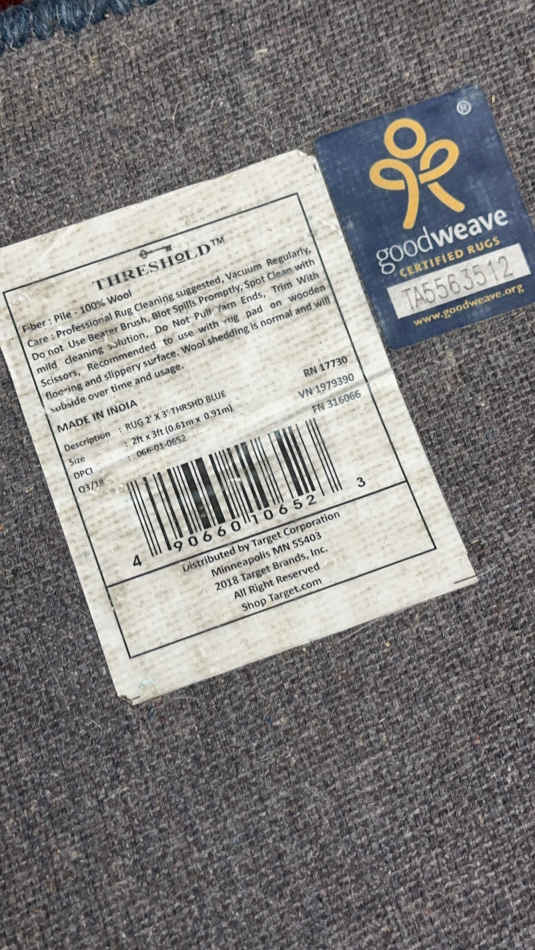 THRESHOLD™
Fiber : Pile - 100% Wool
Care : Professional Rug Cleaning suggested, Vacuum Regularly,
Do not Use Beater Brush, Blot Spills Promptly, Spot Clean with
mild cleaning solution, Do Not Pull Yarn Ends, Trim With
Scissors, Recommended to use with rug pad on wooden
flooring and slippery surface. Wool shedding is normal and will
subside over time and usage.
MADE IN INDIA
RN 17730
VN 1979390
FN 316066
Description : RUG 2' X 3' THRSHD BLUE
Size : 2ft x 3ft (0.61m x 0.91m)
DPCI : 066-01-0652
Q3/18
4 90660 10652 3
Distributed by Target Corporation
Minneapolis MN 55403
2018 Target Brands, Inc.
All Right Reserved
Shop Target.com
®
goodweave
CERTIFIED RUGS
TA5563512
www.goodweave.org